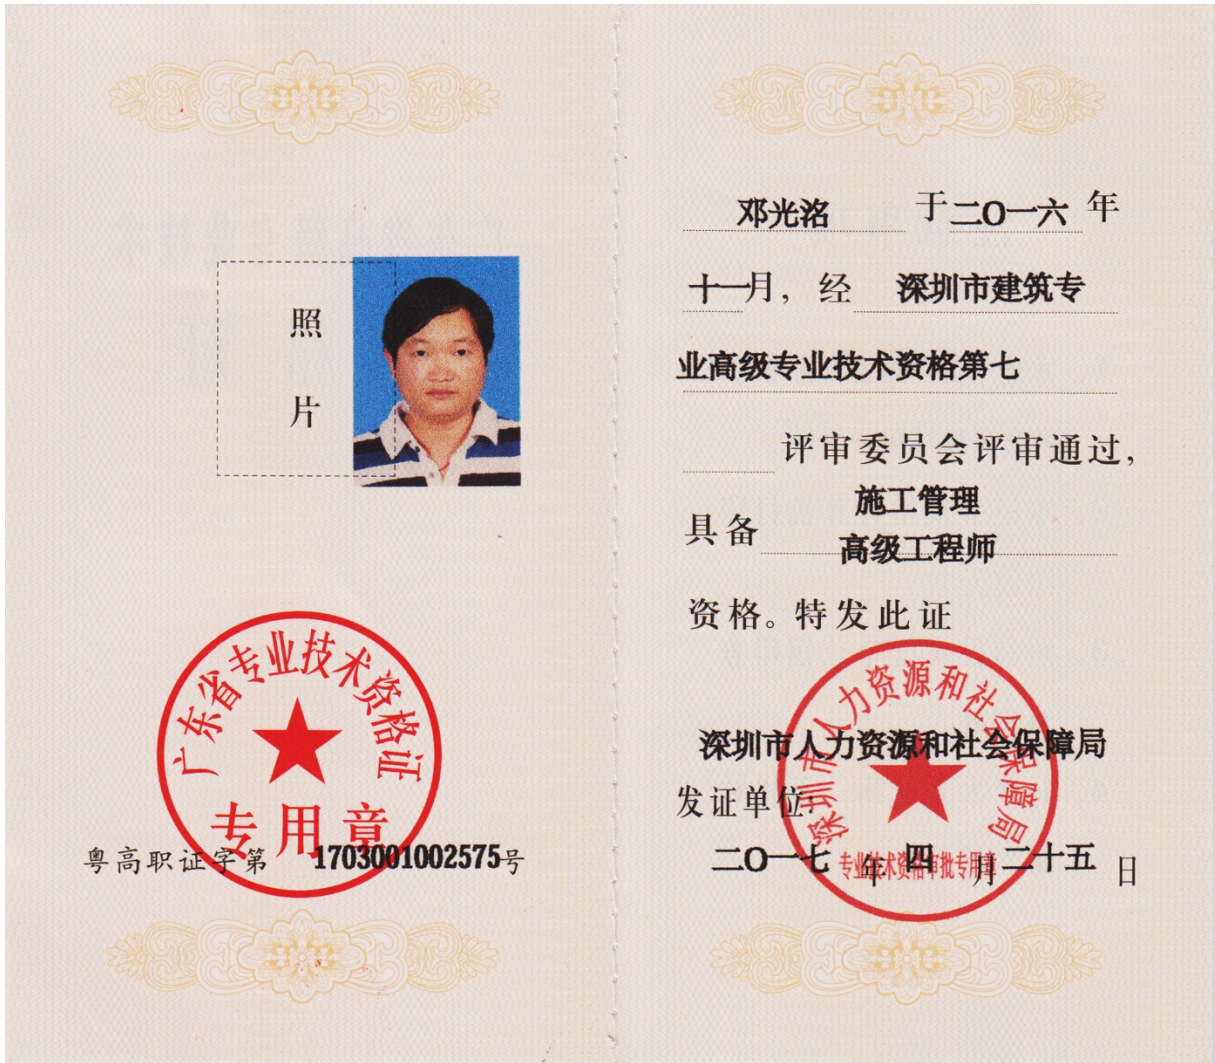 照
片
广东省专业技术资格证
专用章
粤高职证字第 1703001002575号
邓光洺 于二〇一六年
十一月，经 深圳市建筑专
业高级专业技术资格第七
评审委员会评审通过，
施工管理
具备
高级工程师
资格。特发此证
深圳市人力资源和社会保障局
深圳市人力资源和社会保障局
发证单位：
专业技术资格审批专用章
二〇一七年四月二十五日